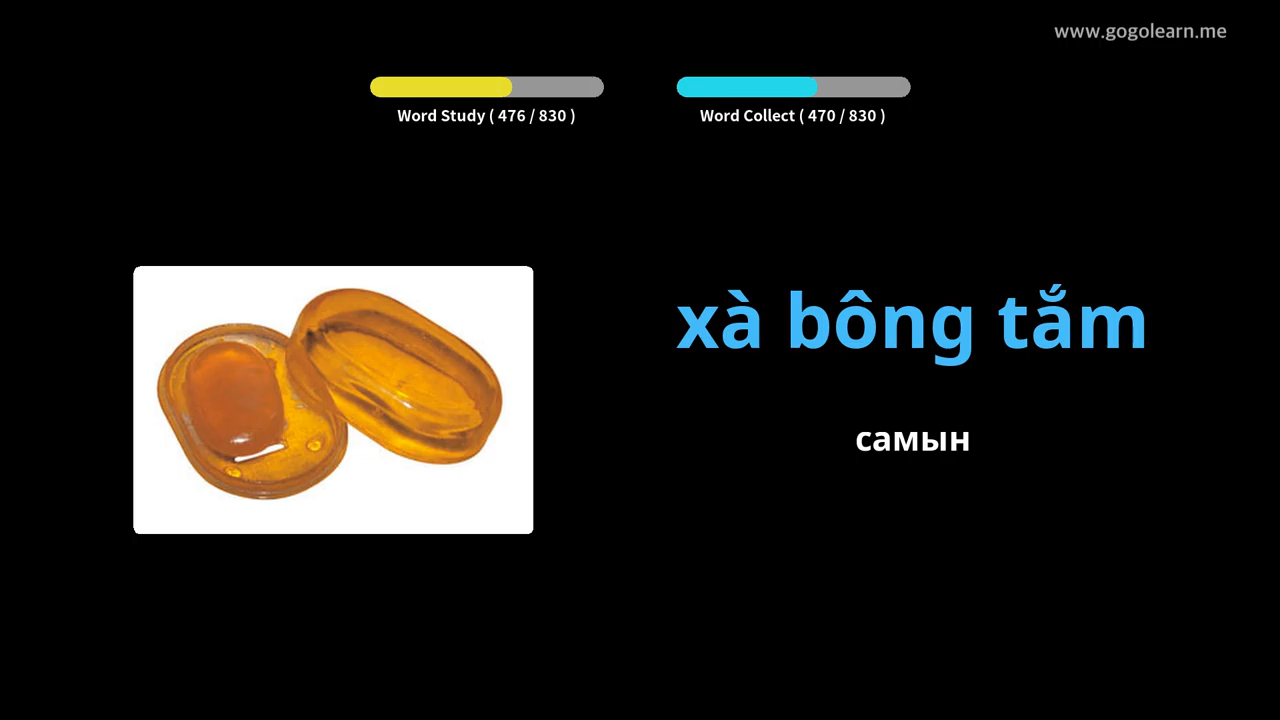 www.gogolearn.me
Word Study ( 476 / 830 )
Word Collect ( 470 / 830 )
xà bông tắm
самын